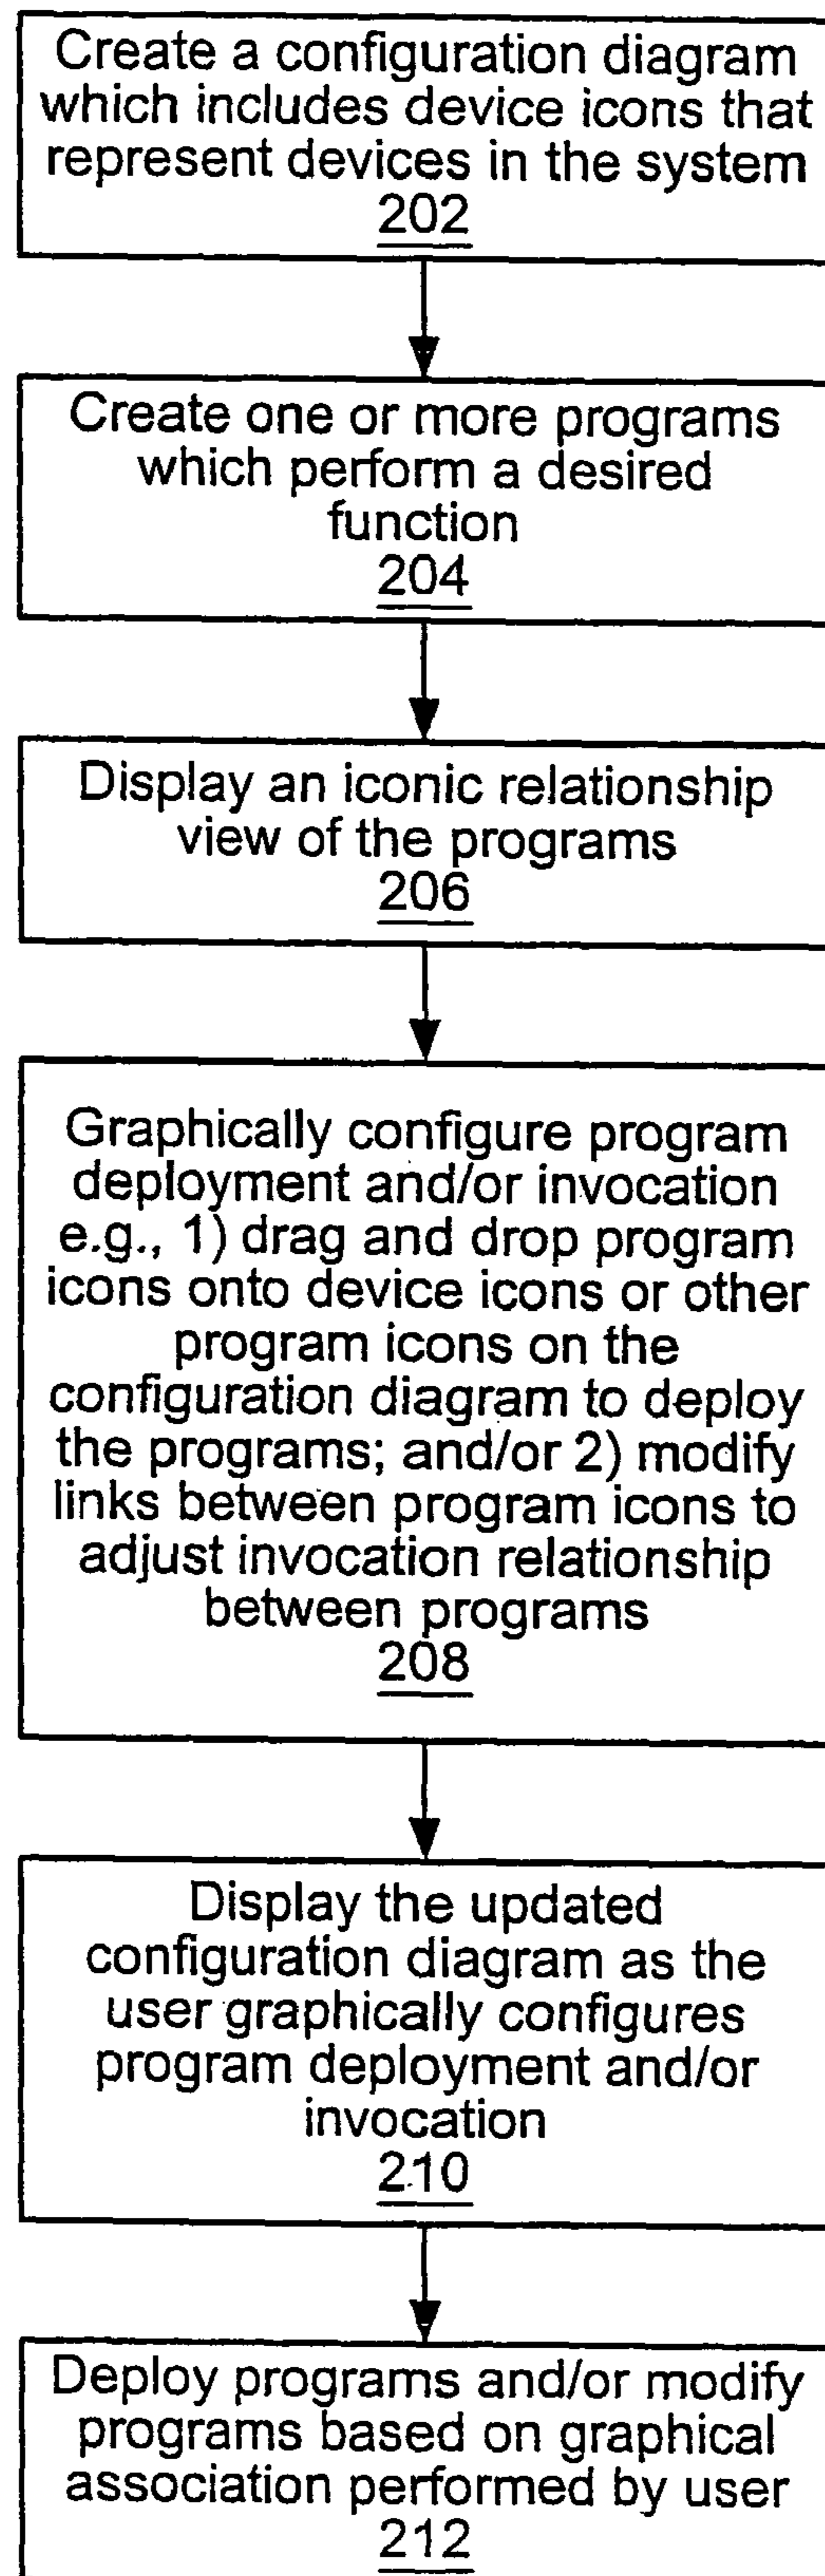 Create a configuration diagram
which includes device icons that
represent devices in the system
202
Create one or more programs
which perform a desired
function
204
Display an iconic relationship
view of the programs
206
Graphically configure program
deployment and/or invocation
e.g., 1) drag and drop program
icons onto device icons or other
program icons on the
configuration diagram to deploy
the programs; and/or 2) modify
links between program icons to
adjust invocation relationship
between programs
208
Display the updated
configuration diagram as the
user graphically configures
program deployment and/or
invocation
210
Deploy programs and/or modify
programs based on graphical
association performed by user
212